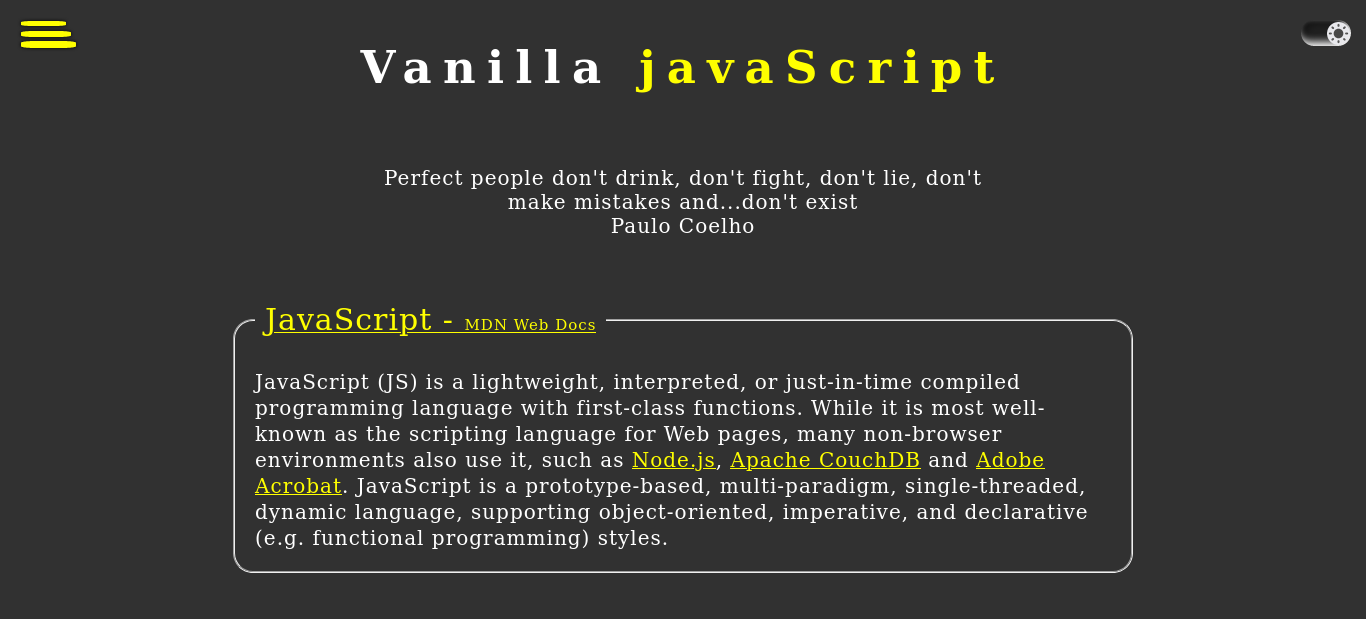 Vanilla javaScript
Perfect people don't drink, don't fight, don't lie, don't
make mistakes and...don't exist
Paulo Coelho
JavaScript - MDN Web Docs
JavaScript (JS) is a lightweight, interpreted, or just-in-time compiled
programming language with first-class functions. While it is most well-
known as the scripting language for Web pages, many non-browser
environments also use it, such as Node.js, Apache CouchDB and Adobe
Acrobat. JavaScript is a prototype-based, multi-paradigm, single-threaded,
dynamic language, supporting object-oriented, imperative, and declarative
(e.g. functional programming) styles.